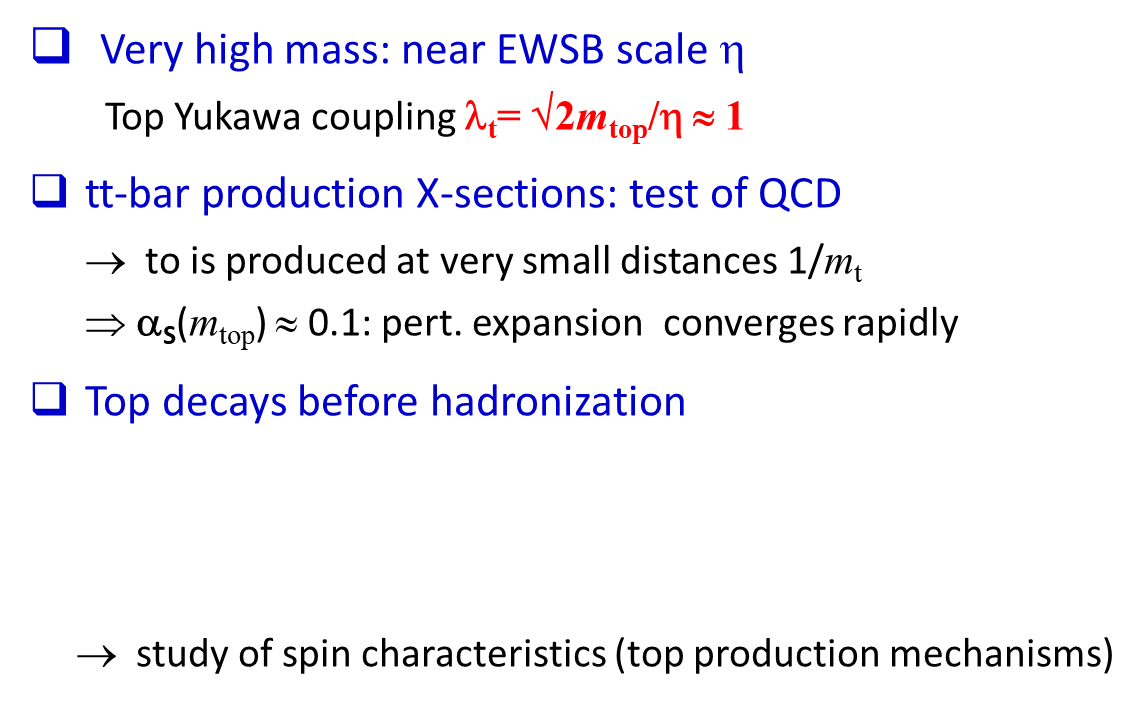 ❑ Very high mass: near EWSB scale η
Top Yukawa coupling λt= √2mtop/η ≈ 1
❑ tt-bar production X-sections: test of QCD
→ to is produced at very small distances 1/mt
⇒ αS(mtop) ≈ 0.1: pert. expansion converges rapidly
❑ Top decays before hadronization
→ study of spin characteristics (top production mechanisms)